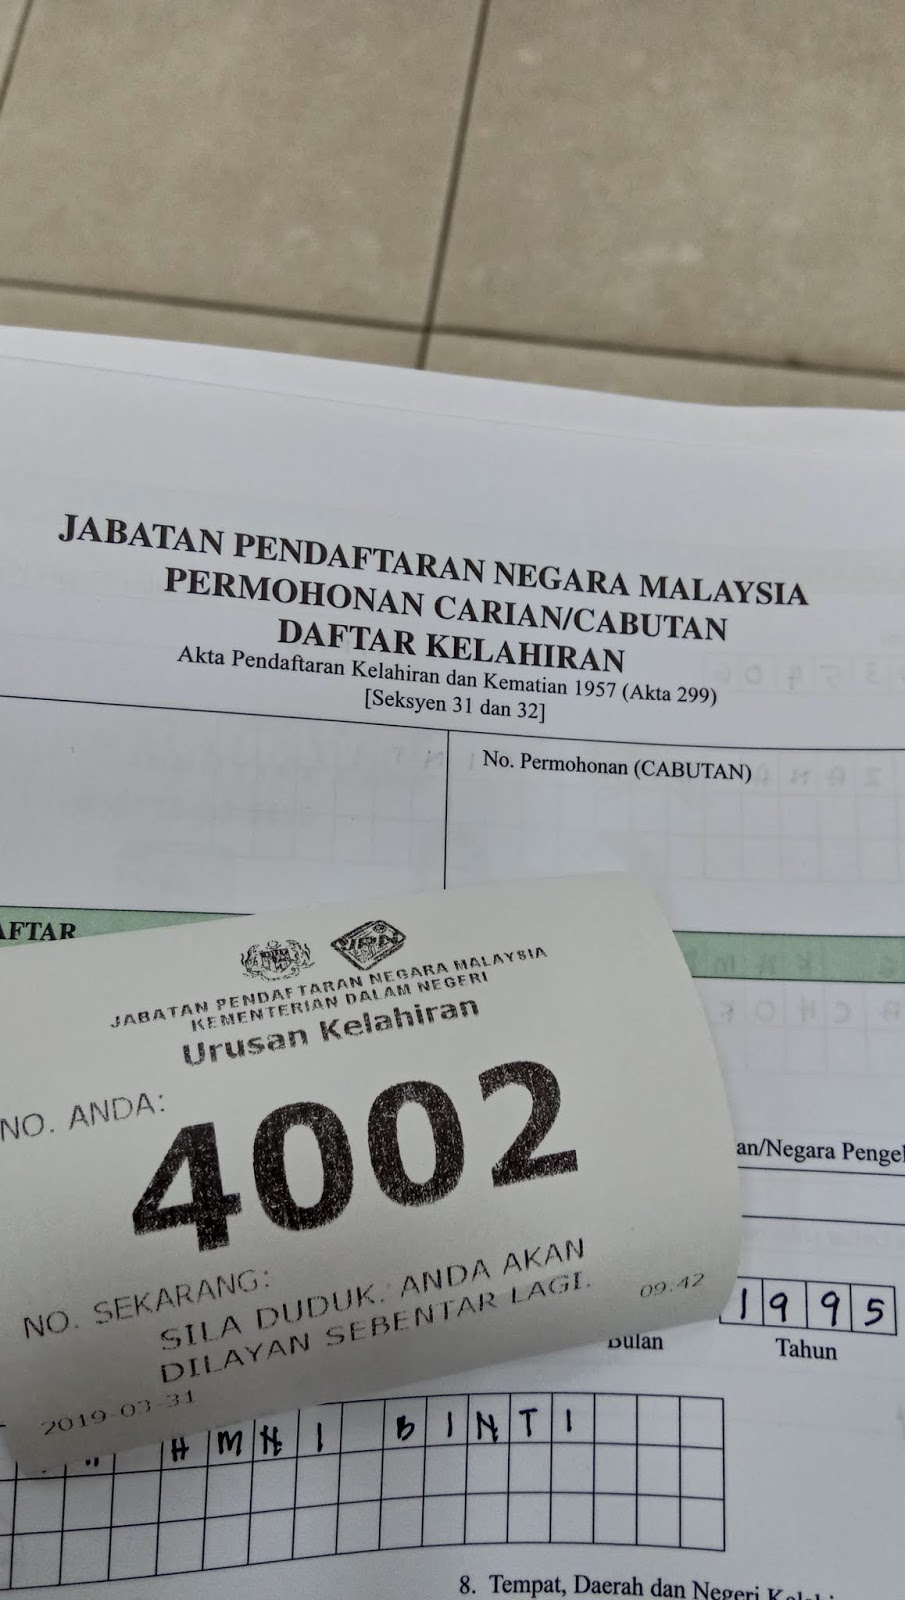 JABATAN PENDAFTARAN NEGARA MALAYSIA
PERMOHONAN CARIAN/CABUTAN
DAFTAR KELAHIRAN
Akta Pendaftaran Kelahiran dan Kematian 1957 (Akta 299)
[Seksyen 31 dan 32]
No. Permohonan (CABUTAN)
AFTAR
JPN
JABATAN PENDAFTARAN NEGARA MALAYSIA
KEMENTERIAN DALAM NEGERI
Urusan Kelahiran
NO. ANDA:
4002
NO. SEKARANG:
SILA DUDUK. ANDA AKAN
DILAYAN SEBENTAR LAGI.
09:42
2019-03-31
an/Negara Pengel
1995
Bulan
Tahun
HMNI BINTI
8. Tempat, Daerah dan Negeri